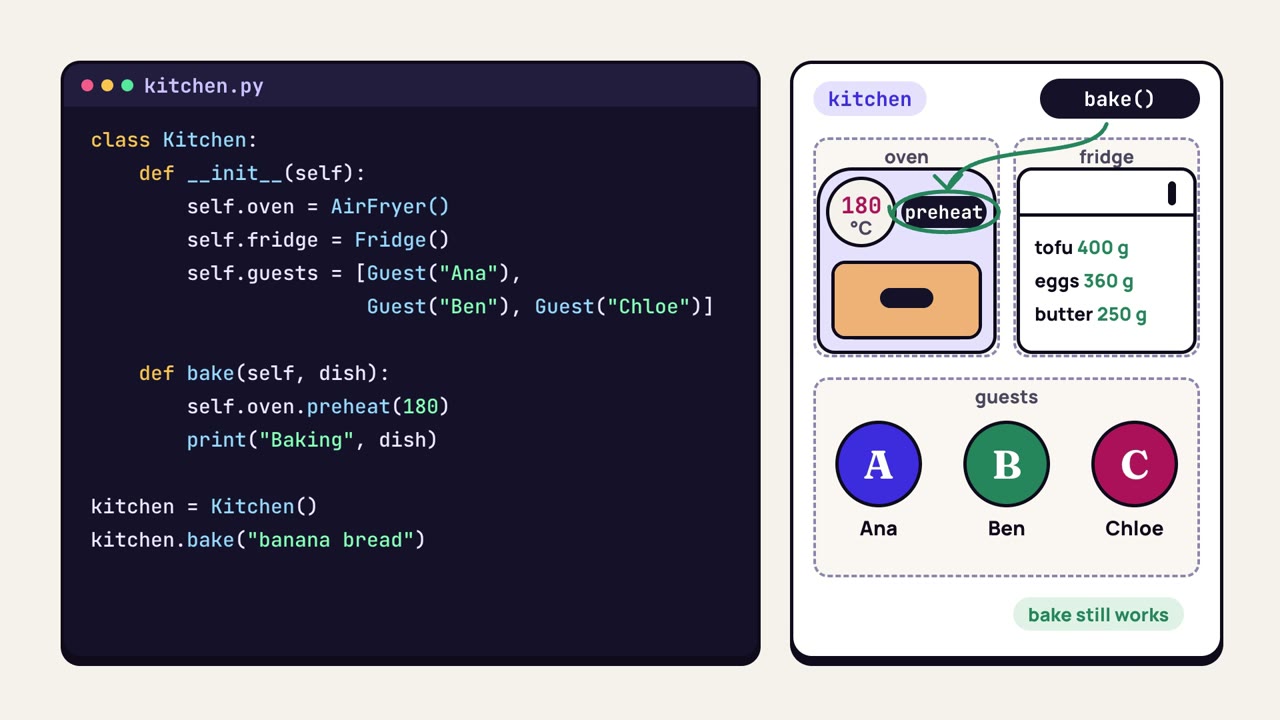 kitchen.py
class Kitchen:
    def __init__(self):
        self.oven = AirFryer()
        self.fridge = Fridge()
        self.guests = [Guest("Ana"),
                       Guest("Ben"), Guest("Chloe")]
    def bake(self, dish):
        self.oven.preheat(180)
        print("Baking", dish)
kitchen = Kitchen()
kitchen.bake("banana bread")
kitchen
bake()
oven
180
°C
preheat
fridge
tofu 400 g
eggs 360 g
butter 250 g
guests
A
B
C
Ana
Ben
Chloe
bake still works